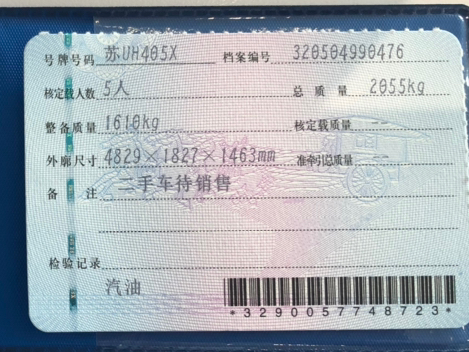 号牌号码 苏UH405X 档案编号 320504990476
核定载人数 5人 总质量 2055kg
整备质量 1610kg 核定载质量
外廓尺寸 4829×1827×1463mm 准牵引总质量
备注 二手车待销售
检验记录
汽油
*3290057748723*